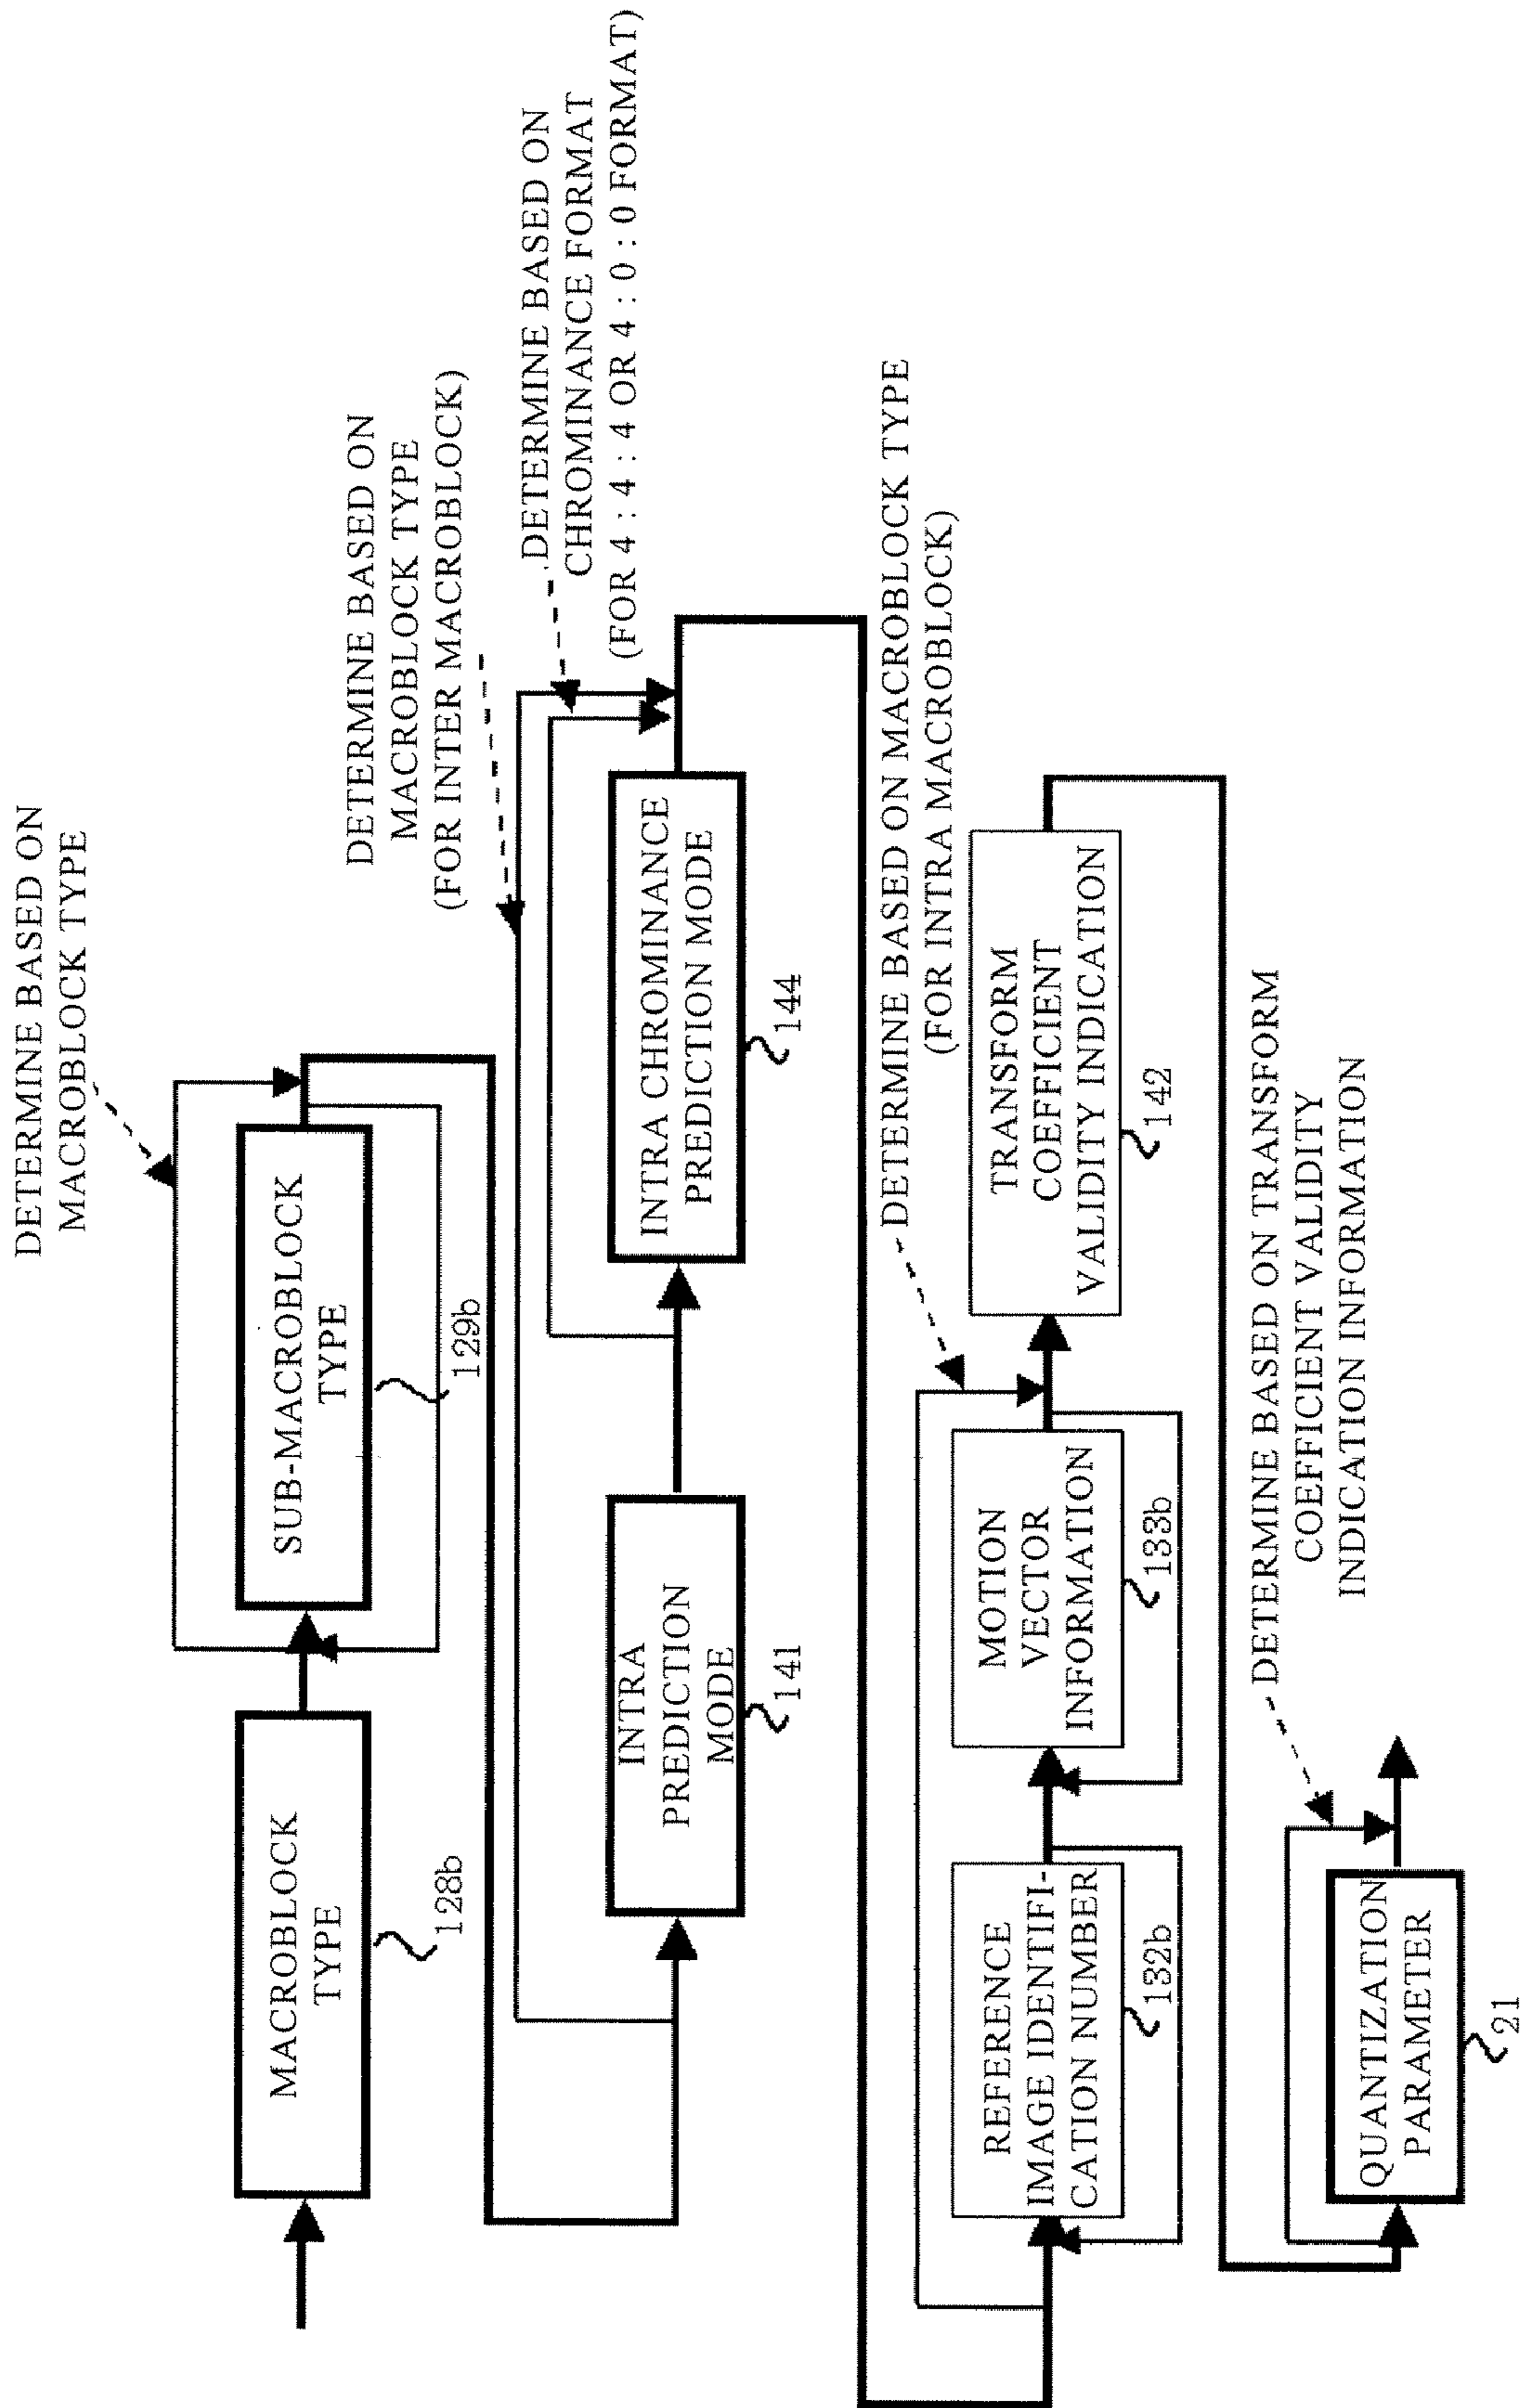 DETERMINE BASED ON
MACROBLOCK TYPE
MACROBLOCK
TYPE
128b
SUB-MACROBLOCK
TYPE
129b
DETERMINE BASED ON
MACROBLOCK TYPE
(FOR INTER MACROBLOCK)
DETERMINE BASED ON
CHROMINANCE FORMAT
(FOR 4 : 4 : 4 OR 4 : 0 : 0 FORMAT)
INTRA
PREDICTION
MODE
141
INTRA CHROMINANCE
PREDICTION MODE
144
DETERMINE BASED ON MACROBLOCK TYPE
(FOR INTRA MACROBLOCK)
REFERENCE
IMAGE IDENTIFI-
CATION NUMBER
132b
MOTION
VECTOR
INFORMATION
133b
TRANSFORM
COEFFICIENT
VALIDITY INDICATION
142
DETERMINE BASED ON TRANSFORM
COEFFICIENT VALIDITY
INDICATION INFORMATION
QUANTIZATION
PARAMETER
21